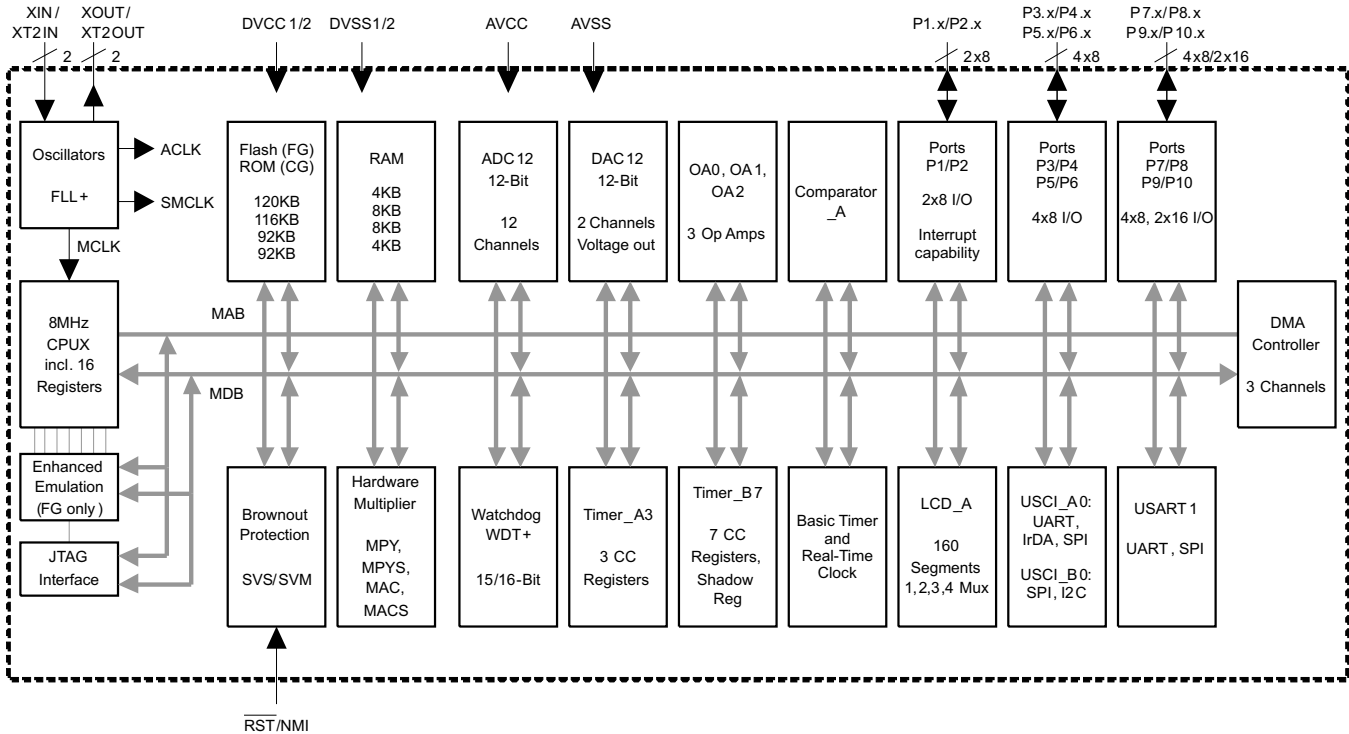 XIN /
XT2IN
XOUT /
XT2OUT
2
2
DVCC 1/2
DVSS1/2
AVCC
AVSS
P1.x/P2.x
2x8
P3.x/P4.x
P5.x/P6.x
4x8
P7.x/P8.x
P9.x/P10.x
4x8/2x16
Oscillators
FLL+
ACLK
SMCLK
MCLK
Flash (FG)
ROM (CG)
120KB
116KB
92KB
92KB
RAM
4KB
8KB
8KB
4KB
ADC12
12-Bit
12
Channels
DAC12
12-Bit
2 Channels
Voltage out
OA0, OA1,
OA2
3 Op Amps
Comparator
_A
Ports
P1/P2
2x8 I/O
Interrupt
capability
Ports
P3/P4
P5/P6
4x8 I/O
Ports
P7/P8
P9/P10
4x8, 2x16 I/O
8MHz
CPUX
incl. 16
Registers
MAB
MDB
DMA
Controller
3 Channels
Enhanced
Emulation
(FG only)
JTAG
Interface
Brownout
Protection
SVS/SVM
Hardware
Multiplier
MPY,
MPYS,
MAC,
MACS
Watchdog
WDT+
15/16-Bit
Timer_A3
3 CC
Registers
Timer_B7
7 CC
Registers,
Shadow
Reg
Basic Timer
and
Real-Time
Clock
LCD_A
160
Segments
1,2,3,4 Mux
USCI_A0:
UART,
IrDA, SPI
USCI_B0:
SPI, I2C
USART1
UART, SPI
RST/NMI